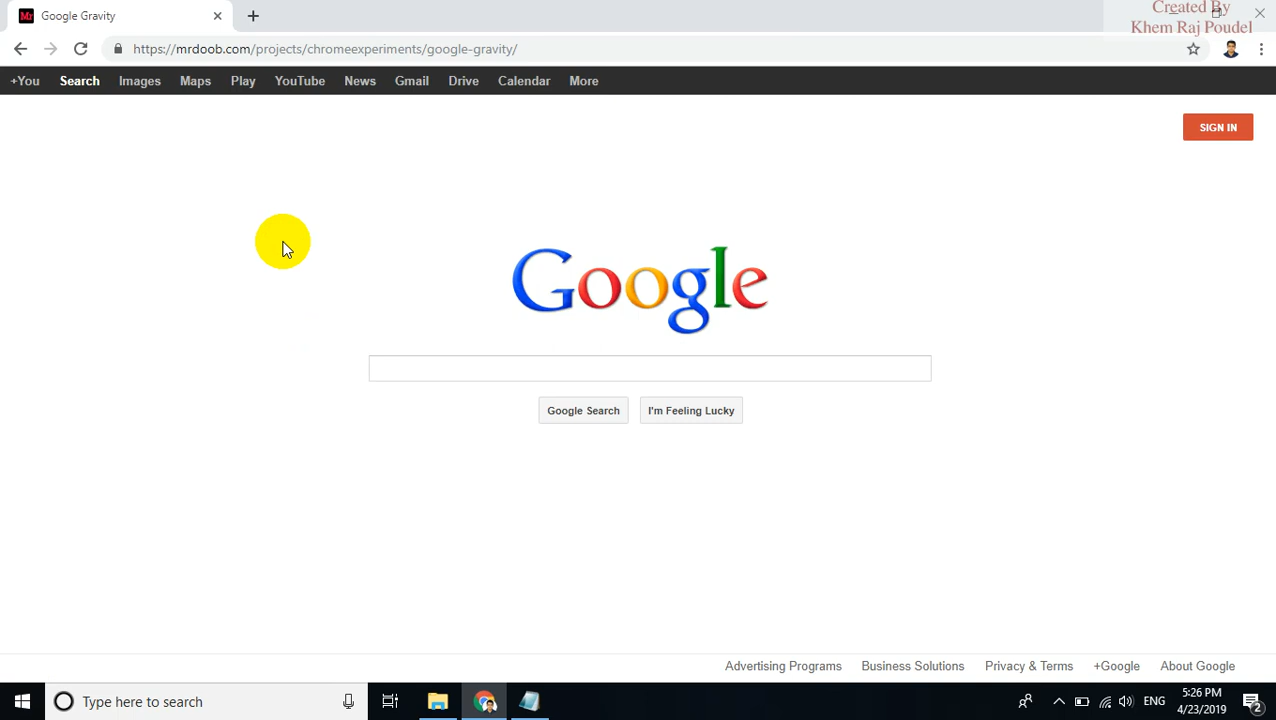 Mr Google Gravity
Created By
Khem Raj Poudel
https://mrdoob.com/projects/chromeexperiments/google-gravity/
+You Search Images Maps Play YouTube News Gmail Drive Calendar More
SIGN IN
Google
Google Search I'm Feeling Lucky
Advertising Programs Business Solutions Privacy & Terms +Google About Google
Type here to search
ENG
5:26 PM
4/23/2019
2